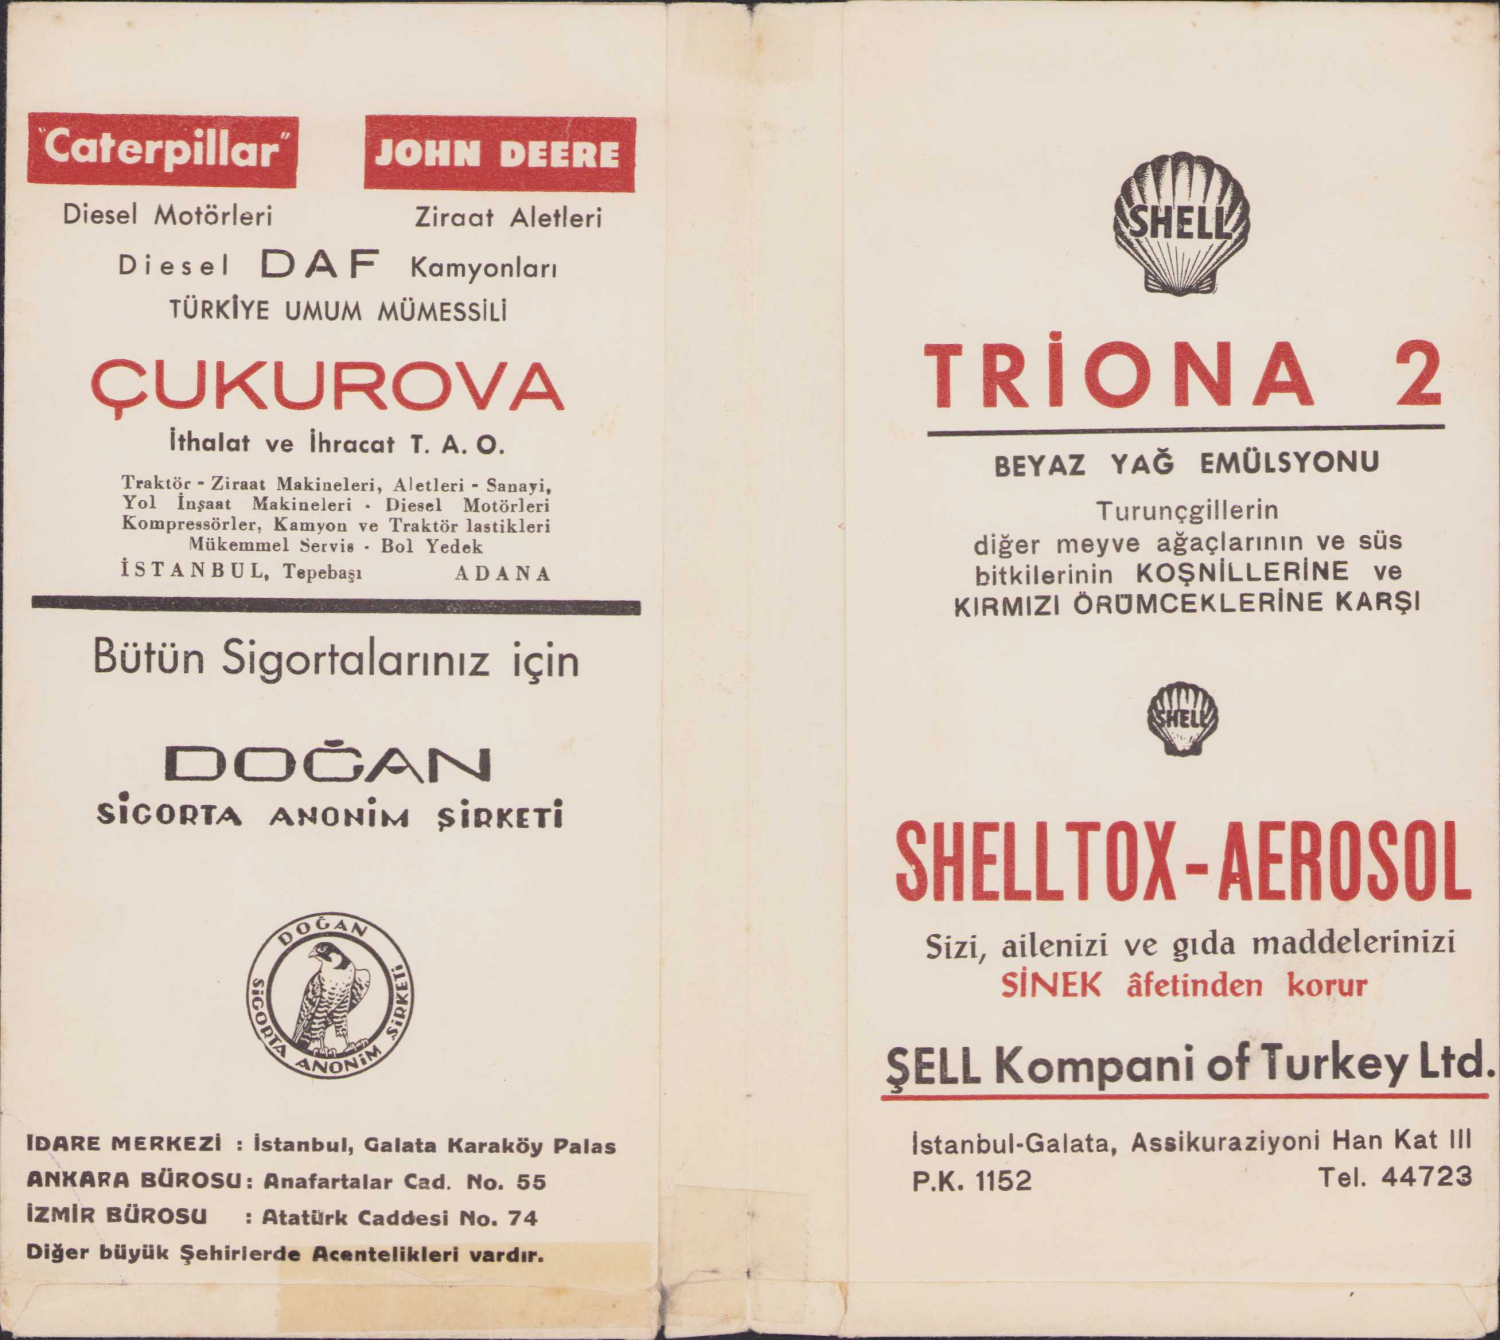 "Caterpillar"
Diesel Motörleri
JOHN DEERE
Ziraat Aletleri
Diesel DAF Kamyonları
TÜRKİYE UMUM MÜMESSİLİ
ÇUKUROVA
İthalat ve İhracat T. A. O.
Traktör - Ziraat Makineleri, Aletleri - Sanayi,
Yol İnşaat Makineleri - Diesel Motörleri
Kompressörler, Kamyon ve Traktör lastikleri
Mükemmel Servis - Bol Yedek
İSTANBUL, Tepebaşı ADANA
Bütün Sigortalarınız için
DOĞAN
SİGORTA ANONİM ŞİRKETİ
DOĞAN
SİGORTA ANONİM ŞİRKETİ
İDARE MERKEZİ : İstanbul, Galata Karaköy Palas
ANKARA BÜROSU : Anafartalar Cad. No. 55
İZMİR BÜROSU : Atatürk Caddesi No. 74
Diğer büyük Şehirlerde Acentelikleri vardır.
SHELL
TRİONA 2
BEYAZ YAĞ EMÜLSYONU
Turunçgillerin
diğer meyve ağaçlarının ve süs
bitkilerinin KOŞNİLLERİNE ve
KIRMIZI ÖRÜMCEKLERİNE KARŞI
SHELL
SHELLTOX-AEROSOL
Sizi, ailenizi ve gıda maddelerinizi
SİNEK âfetinden korur
ŞELL Kompani of Turkey Ltd.
İstanbul-Galata, Assikuraziyoni Han Kat III
P.K. 1152 Tel. 44723